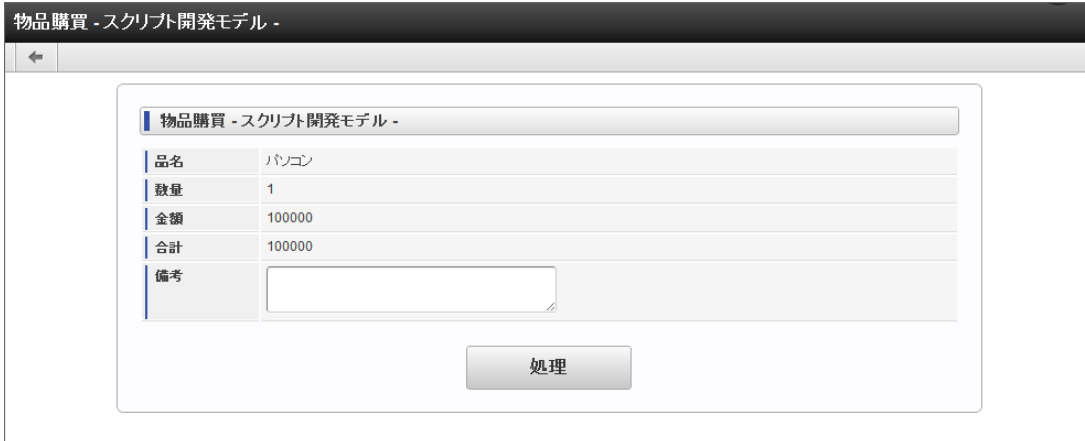 物品購買 - スクリプト開発モデル -
物品購買 - スクリプト開発モデル -
品名 パソコン
数量 1
金額 100000
合計 100000
備考
処理